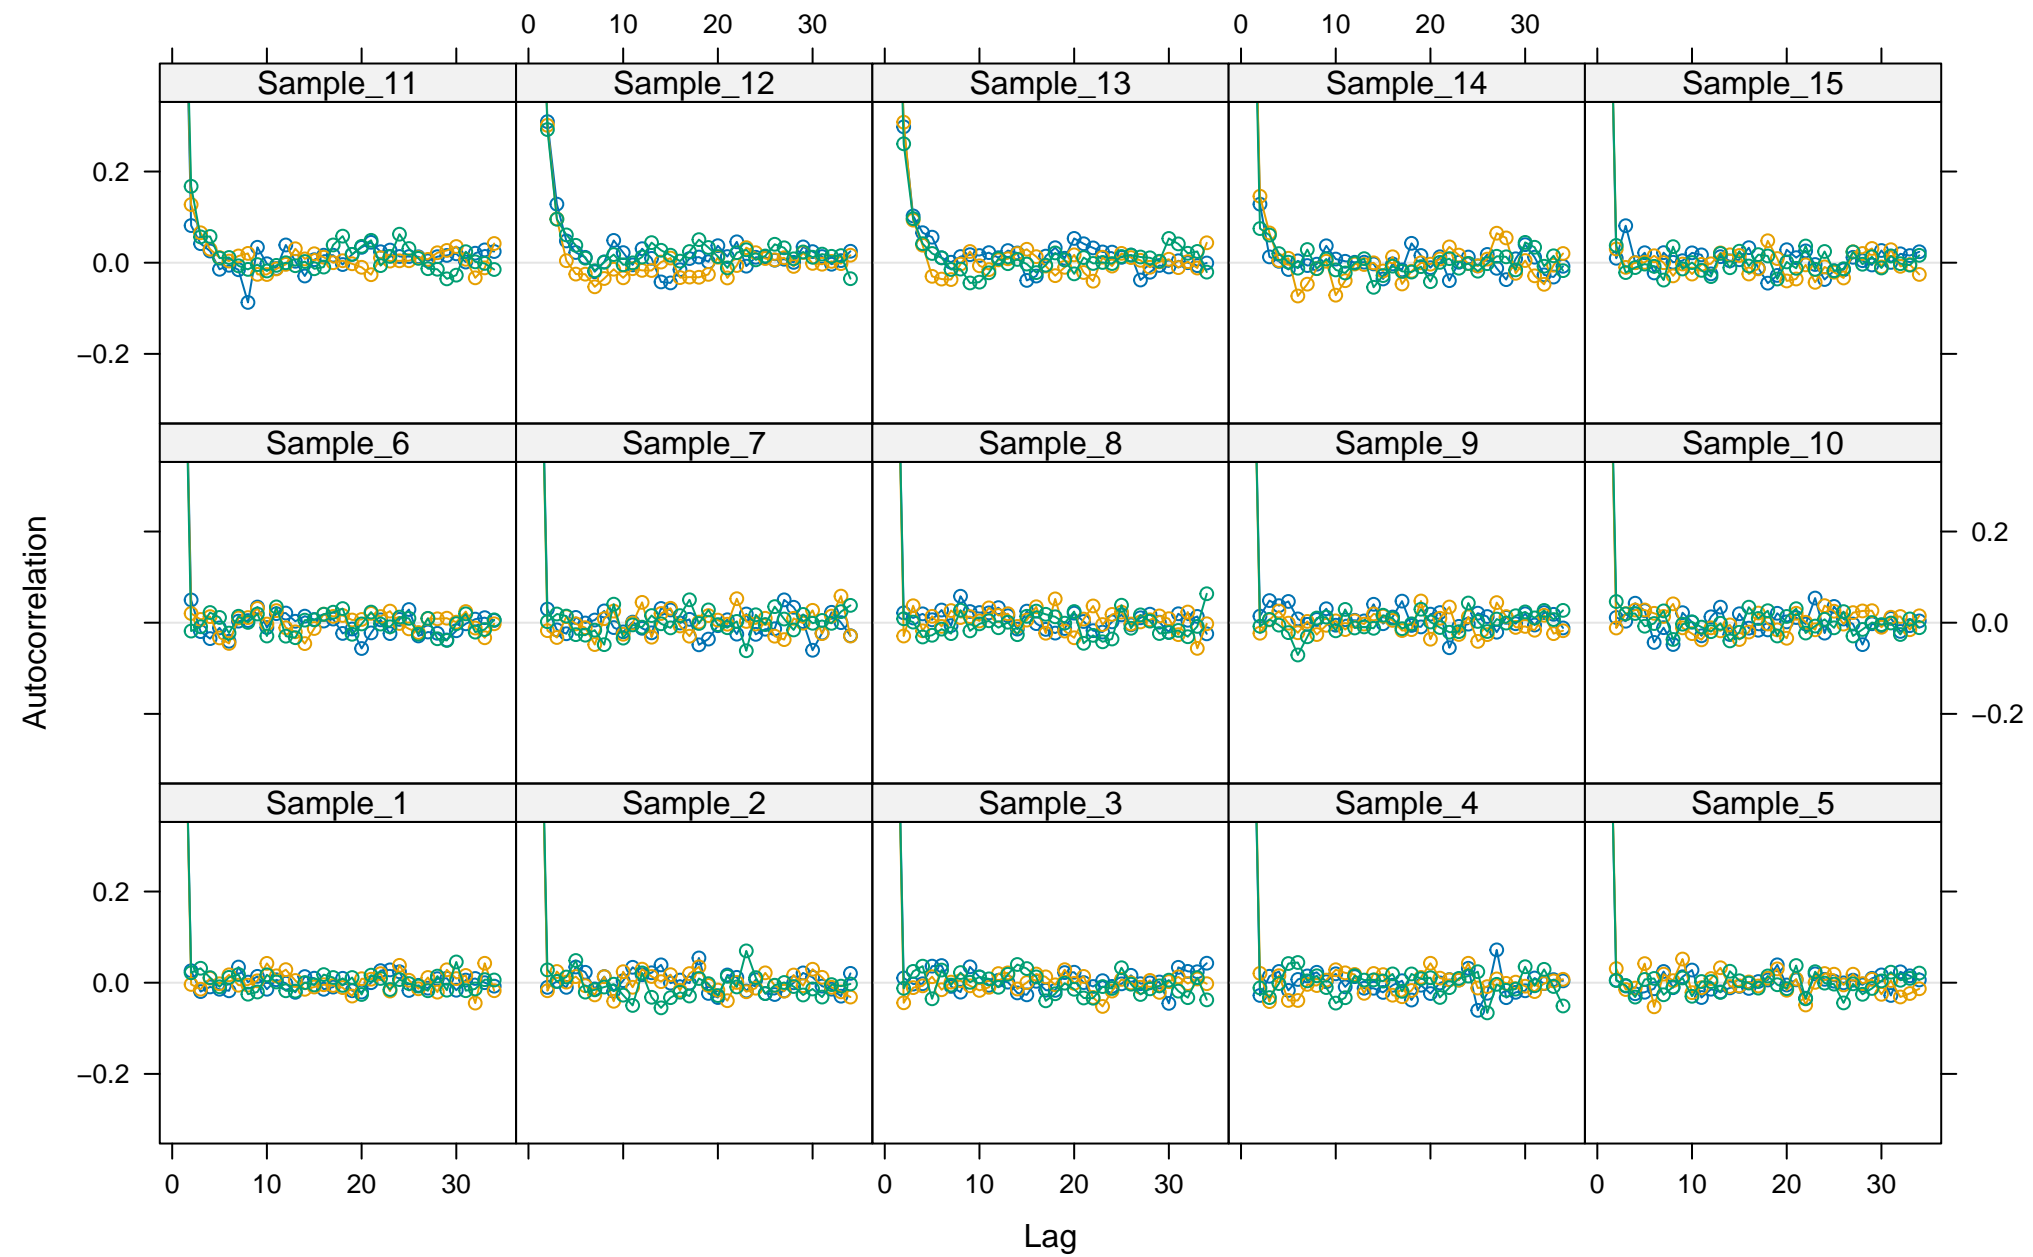 0 10 20 30 0 10 20 30
Sample_11 Sample_12 Sample_13 Sample_14 Sample_15
0.2
0.0
−0.2
Sample_6 Sample_7 Sample_8 Sample_9 Sample_10
0.2
0.0
−0.2
Autocorrelation
Sample_1 Sample_2 Sample_3 Sample_4 Sample_5
0.2
0.0
−0.2
0 10 20 30 0 10 20 30 0 10 20 30
Lag